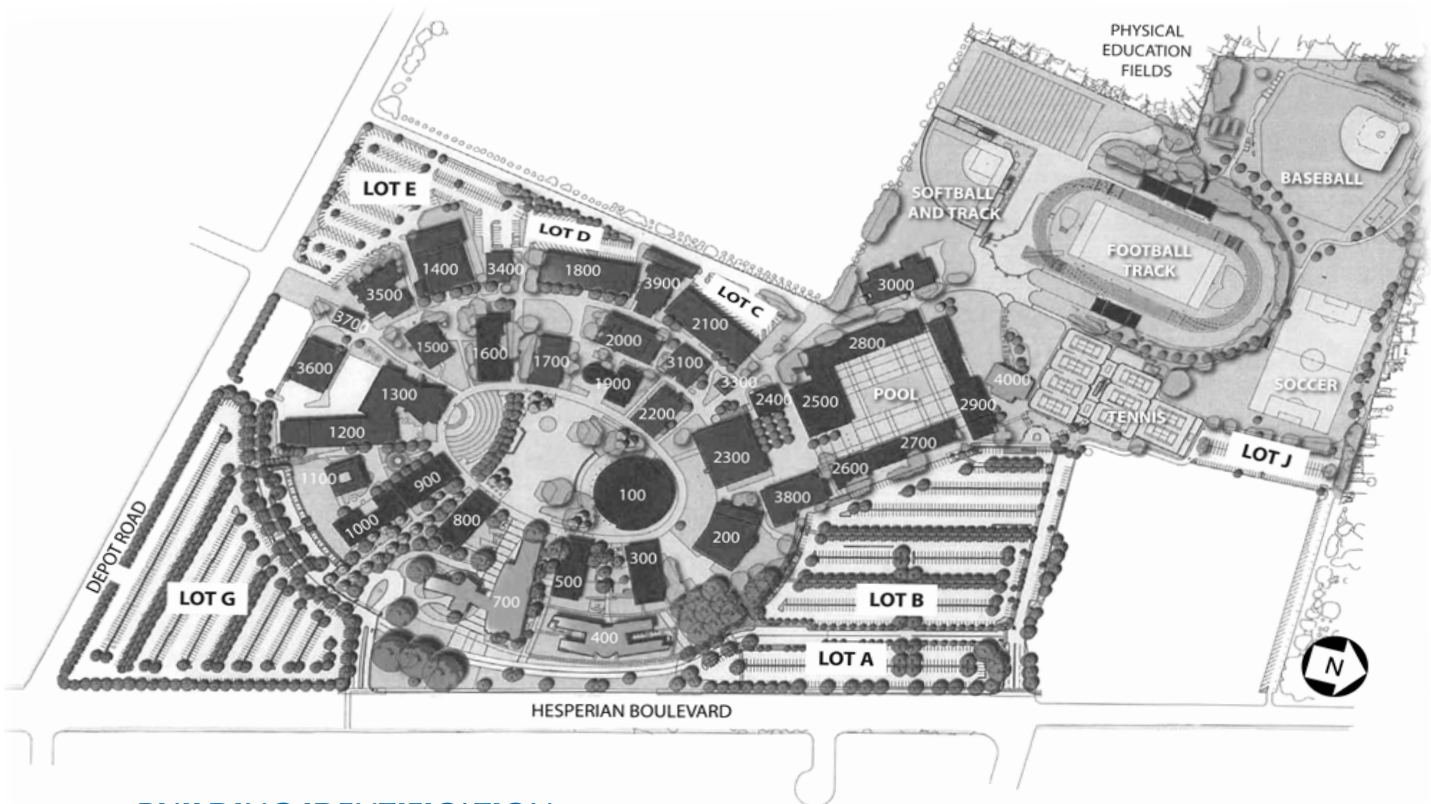 PHYSICAL
EDUCATION
FIELDS
BASEBALL
LOT E
SOFTBALL
AND TRACK
LOT D
FOOTBALL
TRACK
1400
3400
1800
3900
3000
3500
LOT C
3700
2100
1500
1600
1700
2000
3100
2800
3600
1900
3300
4000
SOCCER
1300
2200
2400
2500
POOL
2900
TENNIS
1200
2300
2700
LOT J
1100
900
100
2600
1000
800
3800
200
DEPOT ROAD
300
500
LOT G
700
LOT B
400
LOT A
N
HESPERIAN BOULEVARD
BUILDING IDENTIFICATION